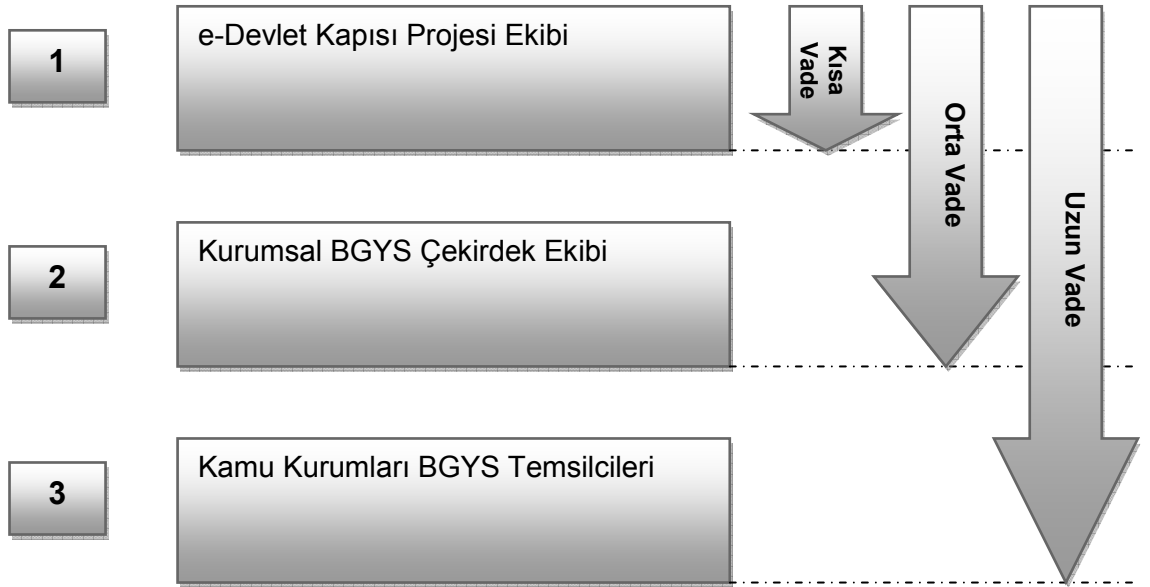 1
e-Devlet Kapısı Projesi Ekibi
Kısa
Vade
Orta Vade
Uzun Vade
2
Kurumsal BGYS Çekirdek Ekibi
3
Kamu Kurumları BGYS Temsilcileri